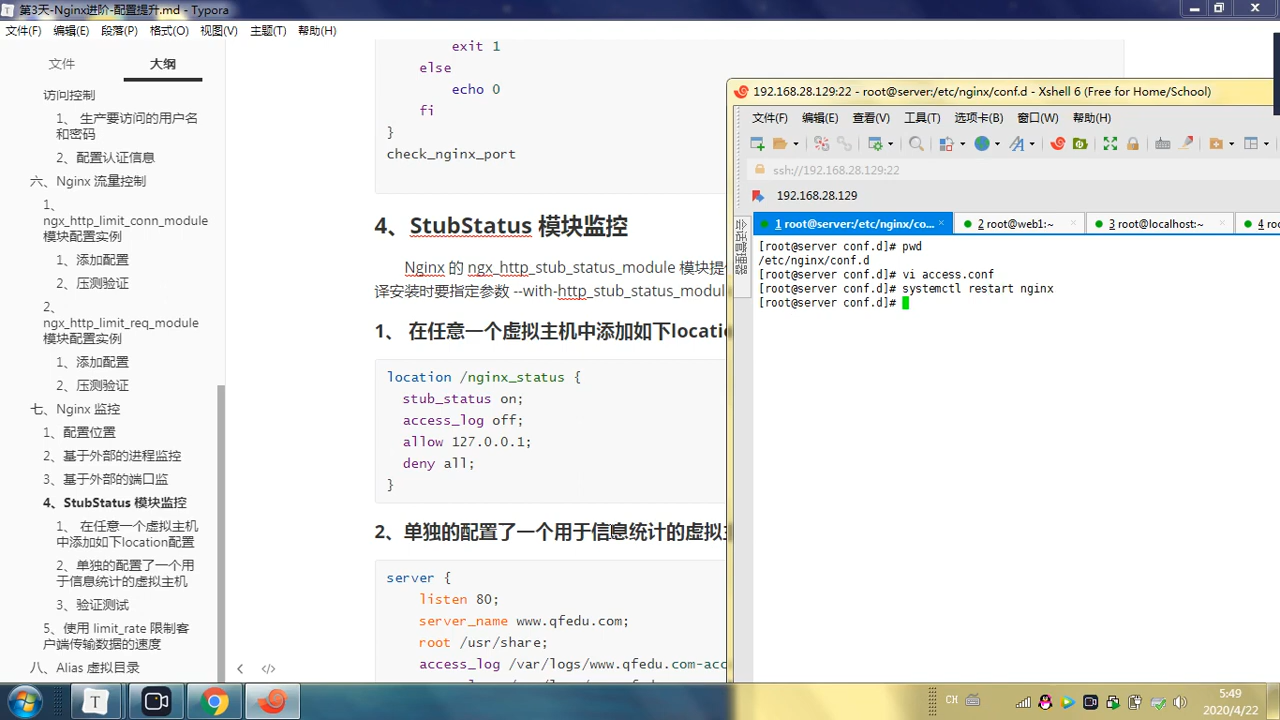 第3天-Nginx进阶-配置提升.md - Typora
文件(F) 编辑(E) 段落(P) 格式(O) 视图(V) 主题(T) 帮助(H)
文件 大纲
访问控制
1、 生产要访问的用户名
和密码
2、配置认证信息
六、Nginx 流量控制
1、
ngx_http_limit_conn_module
模块配置实例
1、添加配置
2、压测验证
2、
ngx_http_limit_req_module
模块配置实例
1、添加配置
2、压测验证
七、Nginx 监控
1、配置位置
2、基于外部的进程监控
3、基于外部的端口监
4、StubStatus 模块监控
1、 在任意一个虚拟主机
中添加如下location配置
2、单独的配置了一个用
于信息统计的虚拟主机
3、验证测试
5、使用 limit_rate 限制客
户端传输数据的速度
八、Alias 虚拟目录
exit 1
else
echo 0
fi
}
check_nginx_port
4、StubStatus 模块监控
Nginx 的 ngx_http_stub_status_module 模块提
译安装时要指定参数 --with-http_stub_status_modul
1、 在任意一个虚拟主机中添加如下locatio
location /nginx_status {
stub_status on;
access_log off;
allow 127.0.0.1;
deny all;
}
2、单独的配置了一个用于信息统计的虚拟
server {
listen 80;
server_name www.qfedu.com;
root /usr/share;
access_log /var/logs/www.qfedu.com-acc
</>
192.168.28.129:22 - root@server:/etc/nginx/conf.d - Xshell 6 (Free for Home/School)
文件(F) 编辑(E) 查看(V) 工具(T) 选项卡(B) 窗口(W) 帮助(H)
ssh://192.168.28.129:22
192.168.28.129
会话管理器
1 root@server:/etc/nginx/co... × 2 root@web1:~ × 3 root@localhost:~ × 4 ro
[root@server conf.d]# pwd
/etc/nginx/conf.d
[root@server conf.d]# vi access.conf
[root@server conf.d]# systemctl restart nginx
[root@server conf.d]#
CH
5:49
2020/4/22